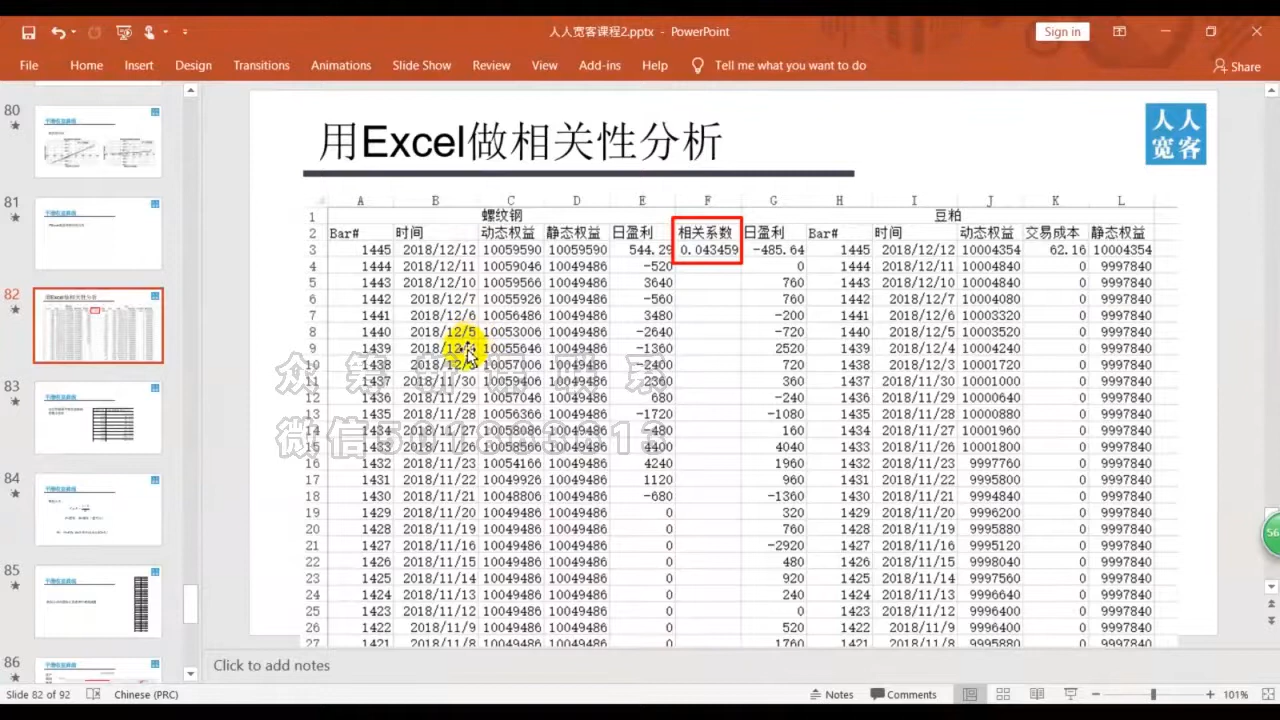 人人宽客课程2.pptx - PowerPoint
Sign in
File Home Insert Design Transitions Animations Slide Show Review View Add-ins Help Tell me what you want to do Share
80
81
82
83
84
85
86
用Excel做相关性分析
人人
宽客
A B C D E F G H I J K L
1 螺纹钢 豆粕
2 Bar# 时间 动态权益 静态权益 日盈利 相关系数 日盈利 Bar# 时间 动态权益 交易成本 静态权益
3 1445 2018/12/12 10059590 10059590 544.29 0.043459 -485.64 1445 2018/12/12 10004354 62.16 10004354
4 1444 2018/12/11 10059046 10049486 -520 0 1444 2018/12/11 10004840 0 9997840
5 1443 2018/12/10 10059566 10049486 3640 760 1443 2018/12/10 10004840 0 9997840
6 1442 2018/12/7 10055926 10049486 -560 760 1442 2018/12/7 10004080 0 9997840
7 1441 2018/12/6 10056486 10049486 3480 -200 1441 2018/12/6 10003320 0 9997840
8 1440 2018/12/5 10053006 10049486 -2640 -720 1440 2018/12/5 10003520 0 9997840
9 1439 10055646 10049486 -1360 2520 1439 2018/12/4 10004240 0 9997840
10 1438 10057006 10049486 -2400 720 1438 2018/12/3 10001720 0 9997840
11 1437 2018/11/30 10059406 10049486 2360 360 1437 2018/11/30 10001000 0 9997840
12 1436 2018/11/29 10057046 10049486 680 -240 1436 2018/11/29 10000640 0 9997840
13 1435 2018/11/28 10056366 10049486 -1720 -1080 1435 2018/11/28 10000880 0 9997840
14 1434 2018/11/27 10058086 10049486 -480 160 1434 2018/11/27 10001960 0 9997840
15 1433 2018/11/26 10058566 10049486 4400 4040 1433 2018/11/26 10001800 0 9997840
16 1432 2018/11/23 10054166 10049486 4240 1960 1432 2018/11/23 9997760 0 9997840
17 1431 2018/11/22 10049926 10049486 1120 960 1431 2018/11/22 9995800 0 9997840
18 1430 2018/11/21 10048806 10049486 -680 -1360 1430 2018/11/21 9994840 0 9997840
19 1429 2018/11/20 10049486 10049486 0 320 1429 2018/11/20 9996200 0 9997840
20 1428 2018/11/19 10049486 10049486 0 760 1428 2018/11/19 9995880 0 9997840
21 1427 2018/11/16 10049486 10049486 0 -2920 1427 2018/11/16 9995120 0 9997840
22 1426 2018/11/15 10049486 10049486 0 480 1426 2018/11/15 9998040 0 9997840
23 1425 2018/11/14 10049486 10049486 0 920 1425 2018/11/14 9997560 0 9997840
24 1424 2018/11/13 10049486 10049486 0 240 1424 2018/11/13 9996640 0 9997840
25 1423 2018/11/12 10049486 10049486 0 0 1423 2018/11/12 9996400 0 9997840
26 1422 2018/11/9 10049486 10049486 0 520 1422 2018/11/9 9996400 0 9997840
27 1421 2018/11/8 10049486 10049486 0 1760 1421 2018/11/8 9995880 0 9997840
56
Click to add notes
Slide 82 of 92 Chinese (PRC) Notes Comments 101%